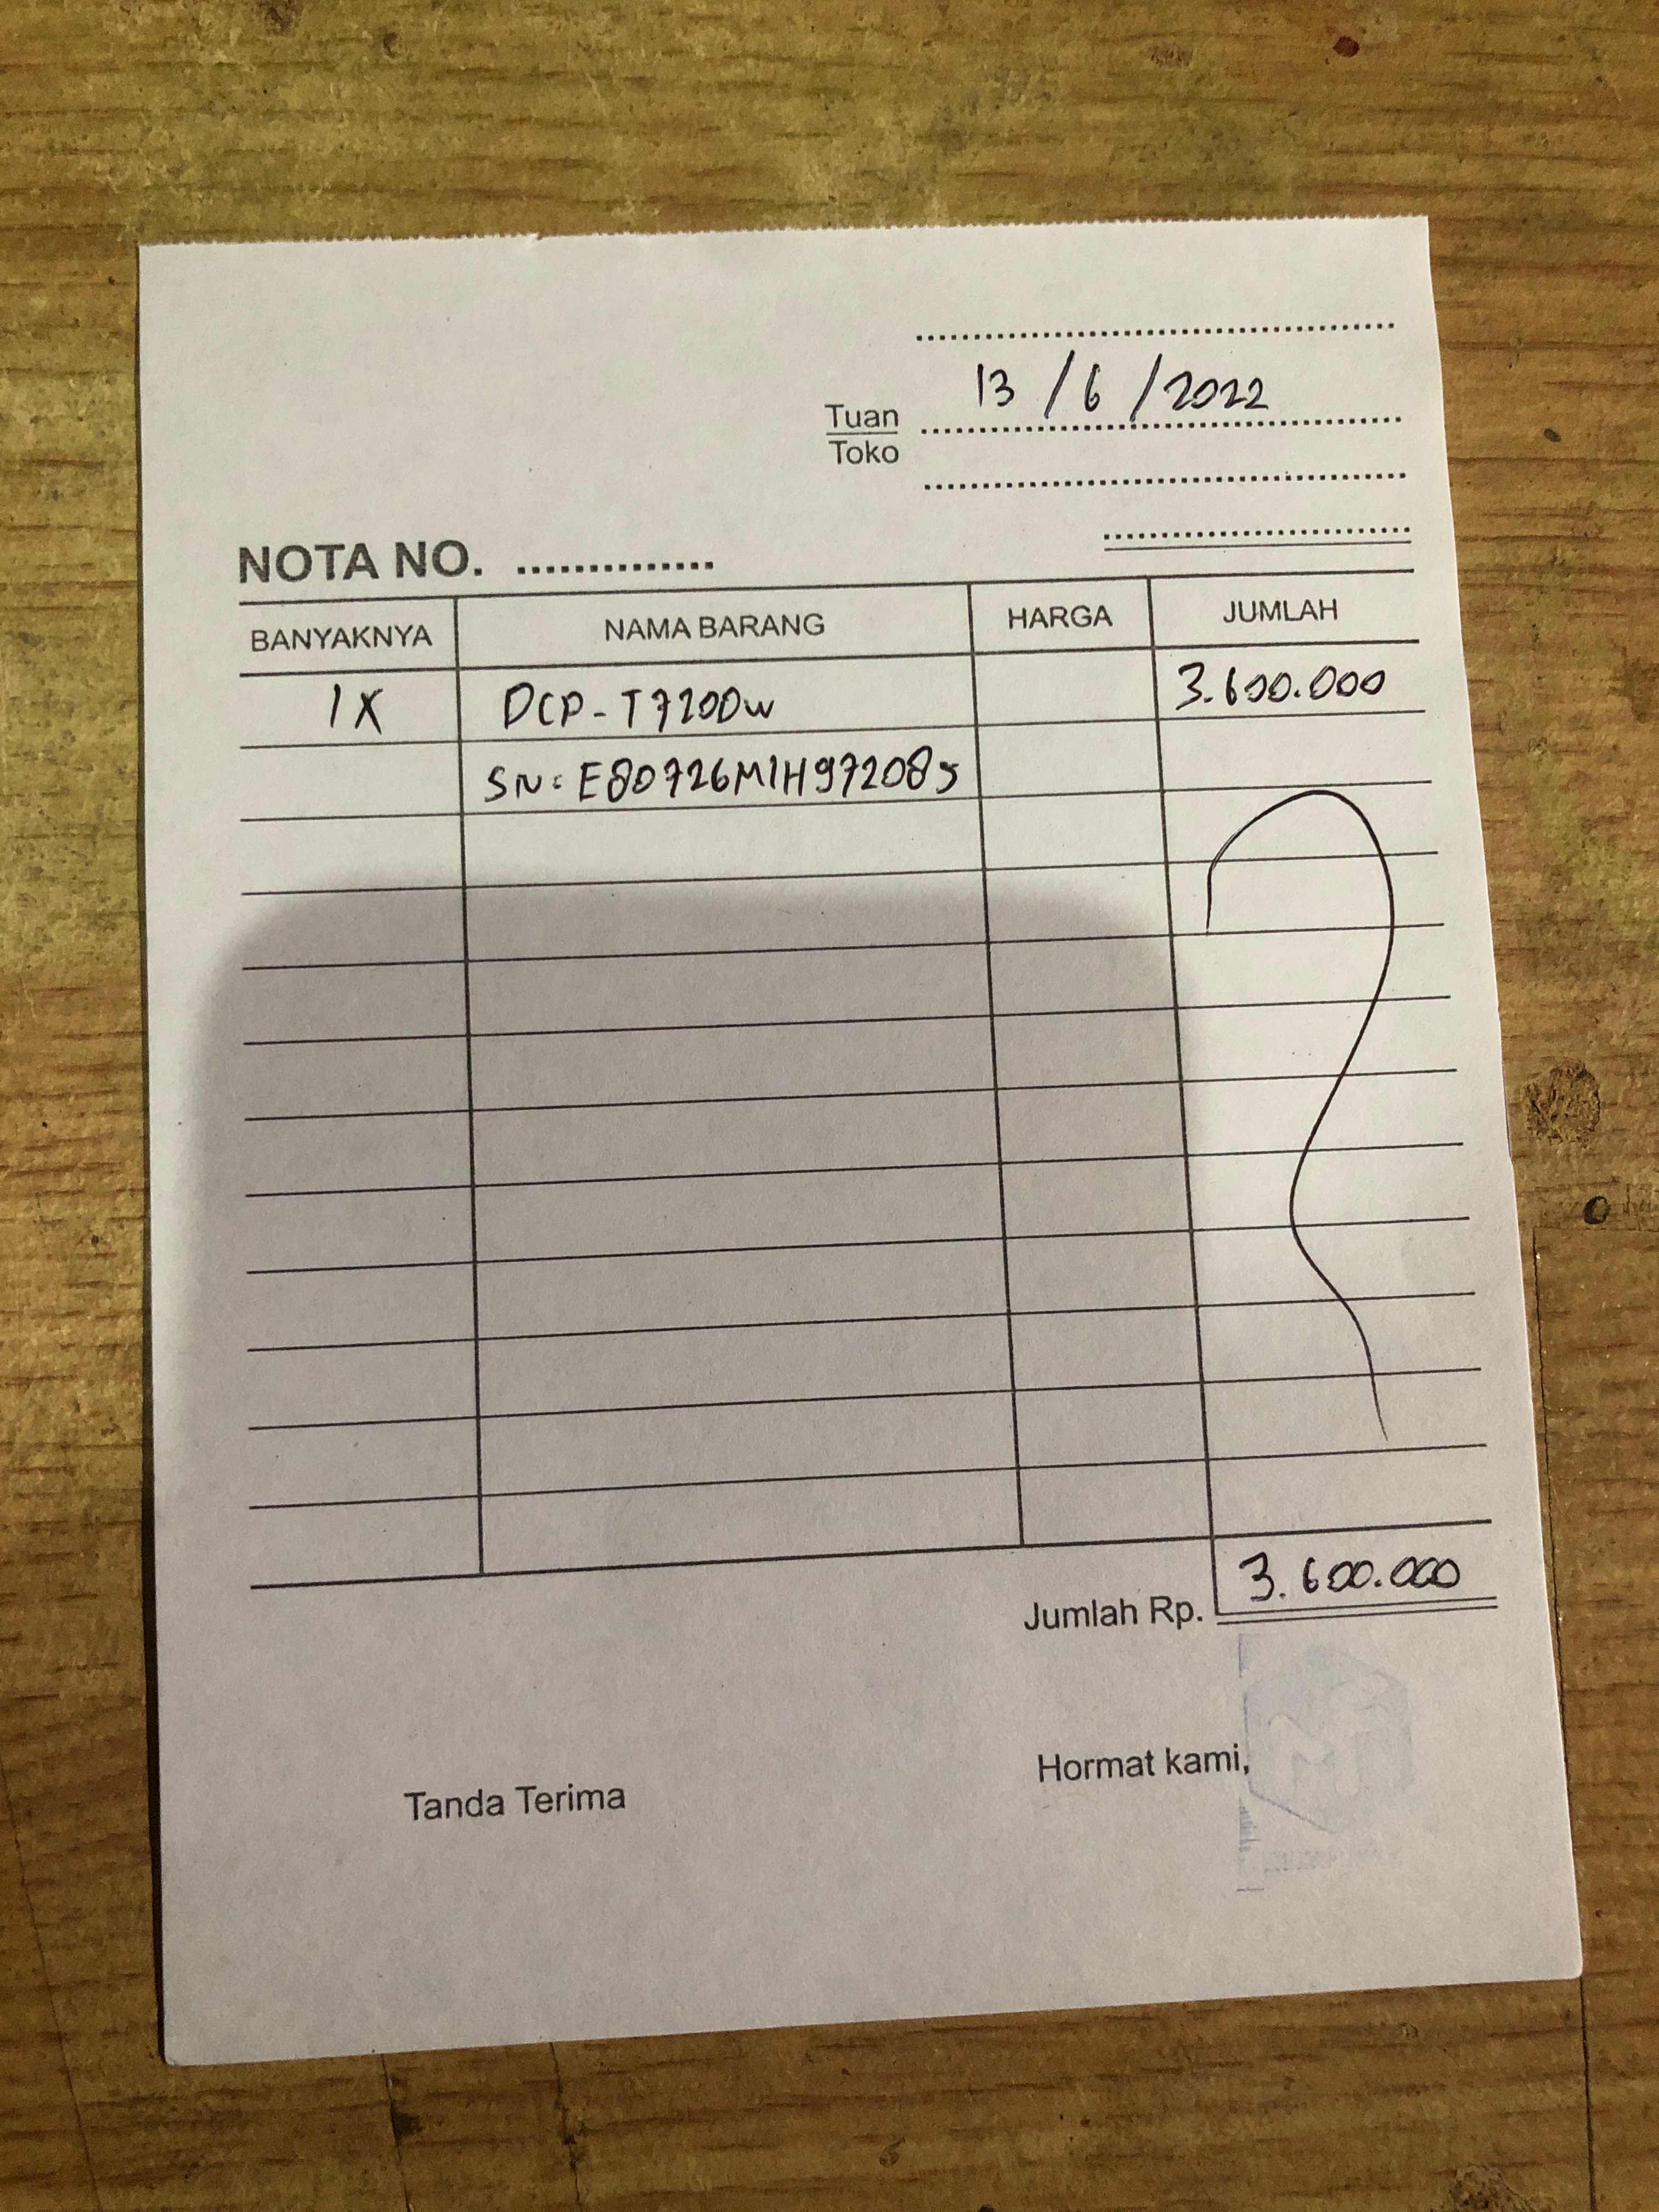 13 / 6 / 2022
Tuan
Toko
NOTA NO. ..............
BANYAKNYA NAMA BARANG HARGA JUMLAH
1X DCP-T7200W 3.600.000
SN: E80726M1H972085
Jumlah Rp. 3.600.000
Tanda Terima Hormat kami,